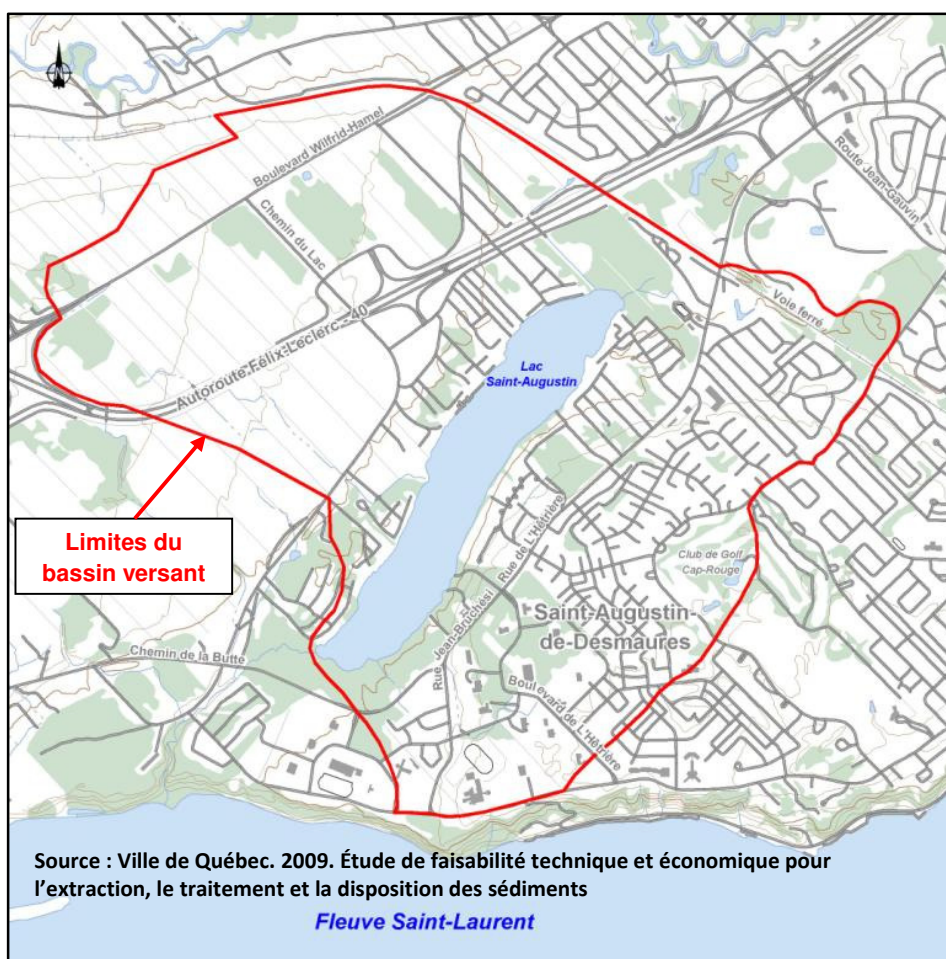 N
Boulevard Wilfrid-Hamel
Route Jean-Gauvin
Chemin du Lac
Voie ferré
Autoroute Félix-Leclerc - 40
Lac
Saint-Augustin
Limites du
bassin versant
Rue de L'Hêtrière
Club de Golf
Cap-Rouge
Saint-Augustin-
de-Desmaures
Rue Jean-Bruchési
Chemin de la Butte
Boulevard de L'Hêtrière
Source : Ville de Québec. 2009. Étude de faisabilité technique et économique pour
l'extraction, le traitement et la disposition des sédiments
Fleuve Saint-Laurent